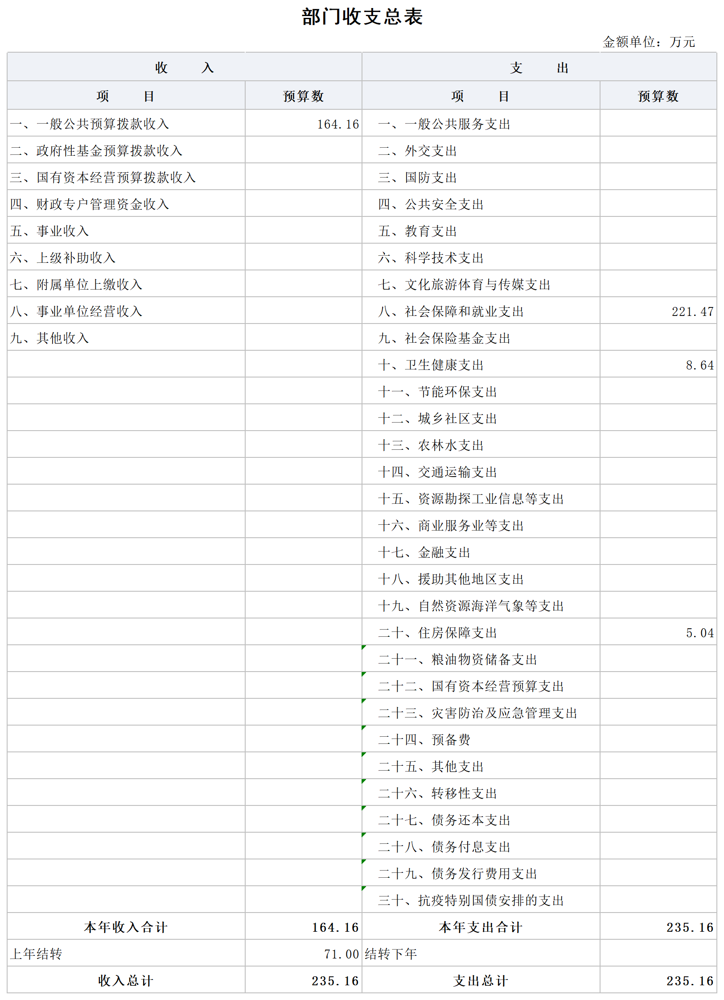 部门收支总表
金额单位：万元
收 入 支 出
项 目 预算数 项 目 预算数
一、一般公共预算拨款收入 164.16 一、一般公共服务支出
二、政府性基金预算拨款收入 二、外交支出
三、国有资本经营预算拨款收入 三、国防支出
四、财政专户管理资金收入 四、公共安全支出
五、事业收入 五、教育支出
六、上级补助收入 六、科学技术支出
七、附属单位上缴收入 七、文化旅游体育与传媒支出
八、事业单位经营收入 八、社会保障和就业支出 221.47
九、其他收入 九、社会保险基金支出
十、卫生健康支出 8.64
十一、节能环保支出
十二、城乡社区支出
十三、农林水支出
十四、交通运输支出
十五、资源勘探工业信息等支出
十六、商业服务业等支出
十七、金融支出
十八、援助其他地区支出
十九、自然资源海洋气象等支出
二十、住房保障支出 5.04
二十一、粮油物资储备支出
二十二、国有资本经营预算支出
二十三、灾害防治及应急管理支出
二十四、预备费
二十五、其他支出
二十六、转移性支出
二十七、债务还本支出
二十八、债务付息支出
二十九、债务发行费用支出
三十、抗疫特别国债安排的支出
本年收入合计 164.16 本年支出合计 235.16
上年结转 71.00 结转下年
收入总计 235.16 支出总计 235.16